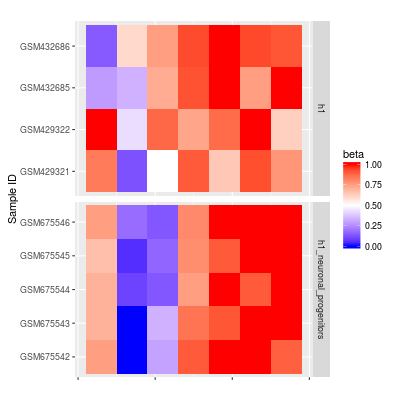 GSM432686
GSM432685
GSM429322
GSM429321
h1
GSM675546
GSM675545
GSM675544
GSM675543
GSM675542
h1_neuronal_progenitors
Sample ID
beta
1.00
0.75
0.50
0.25
0.00